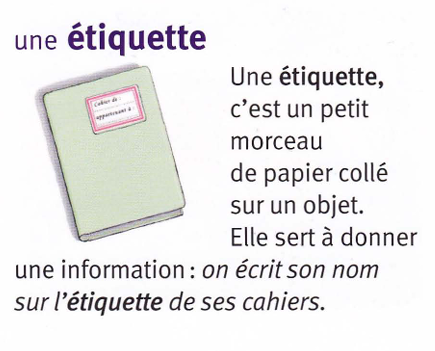 une étiquette
Cahier de :
appartenant à :
Une étiquette,
c'est un petit
morceau
de papier collé
sur un objet.
Elle sert à donner
une information : on écrit son nom
sur l'étiquette de ses cahiers.